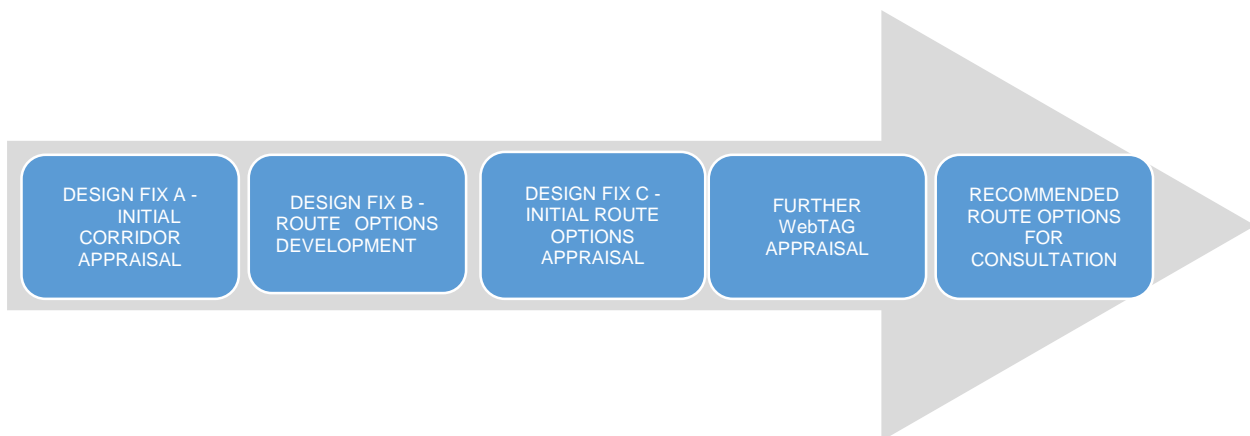 DESIGN FIX A -
INITIAL
CORRIDOR
APPRAISAL
DESIGN FIX B -
ROUTE OPTIONS
DEVELOPMENT
DESIGN FIX C -
INITIAL ROUTE
OPTIONS
APPRAISAL
FURTHER
WebTAG
APPRAISAL
RECOMMENDED
ROUTE OPTIONS
FOR
CONSULTATION